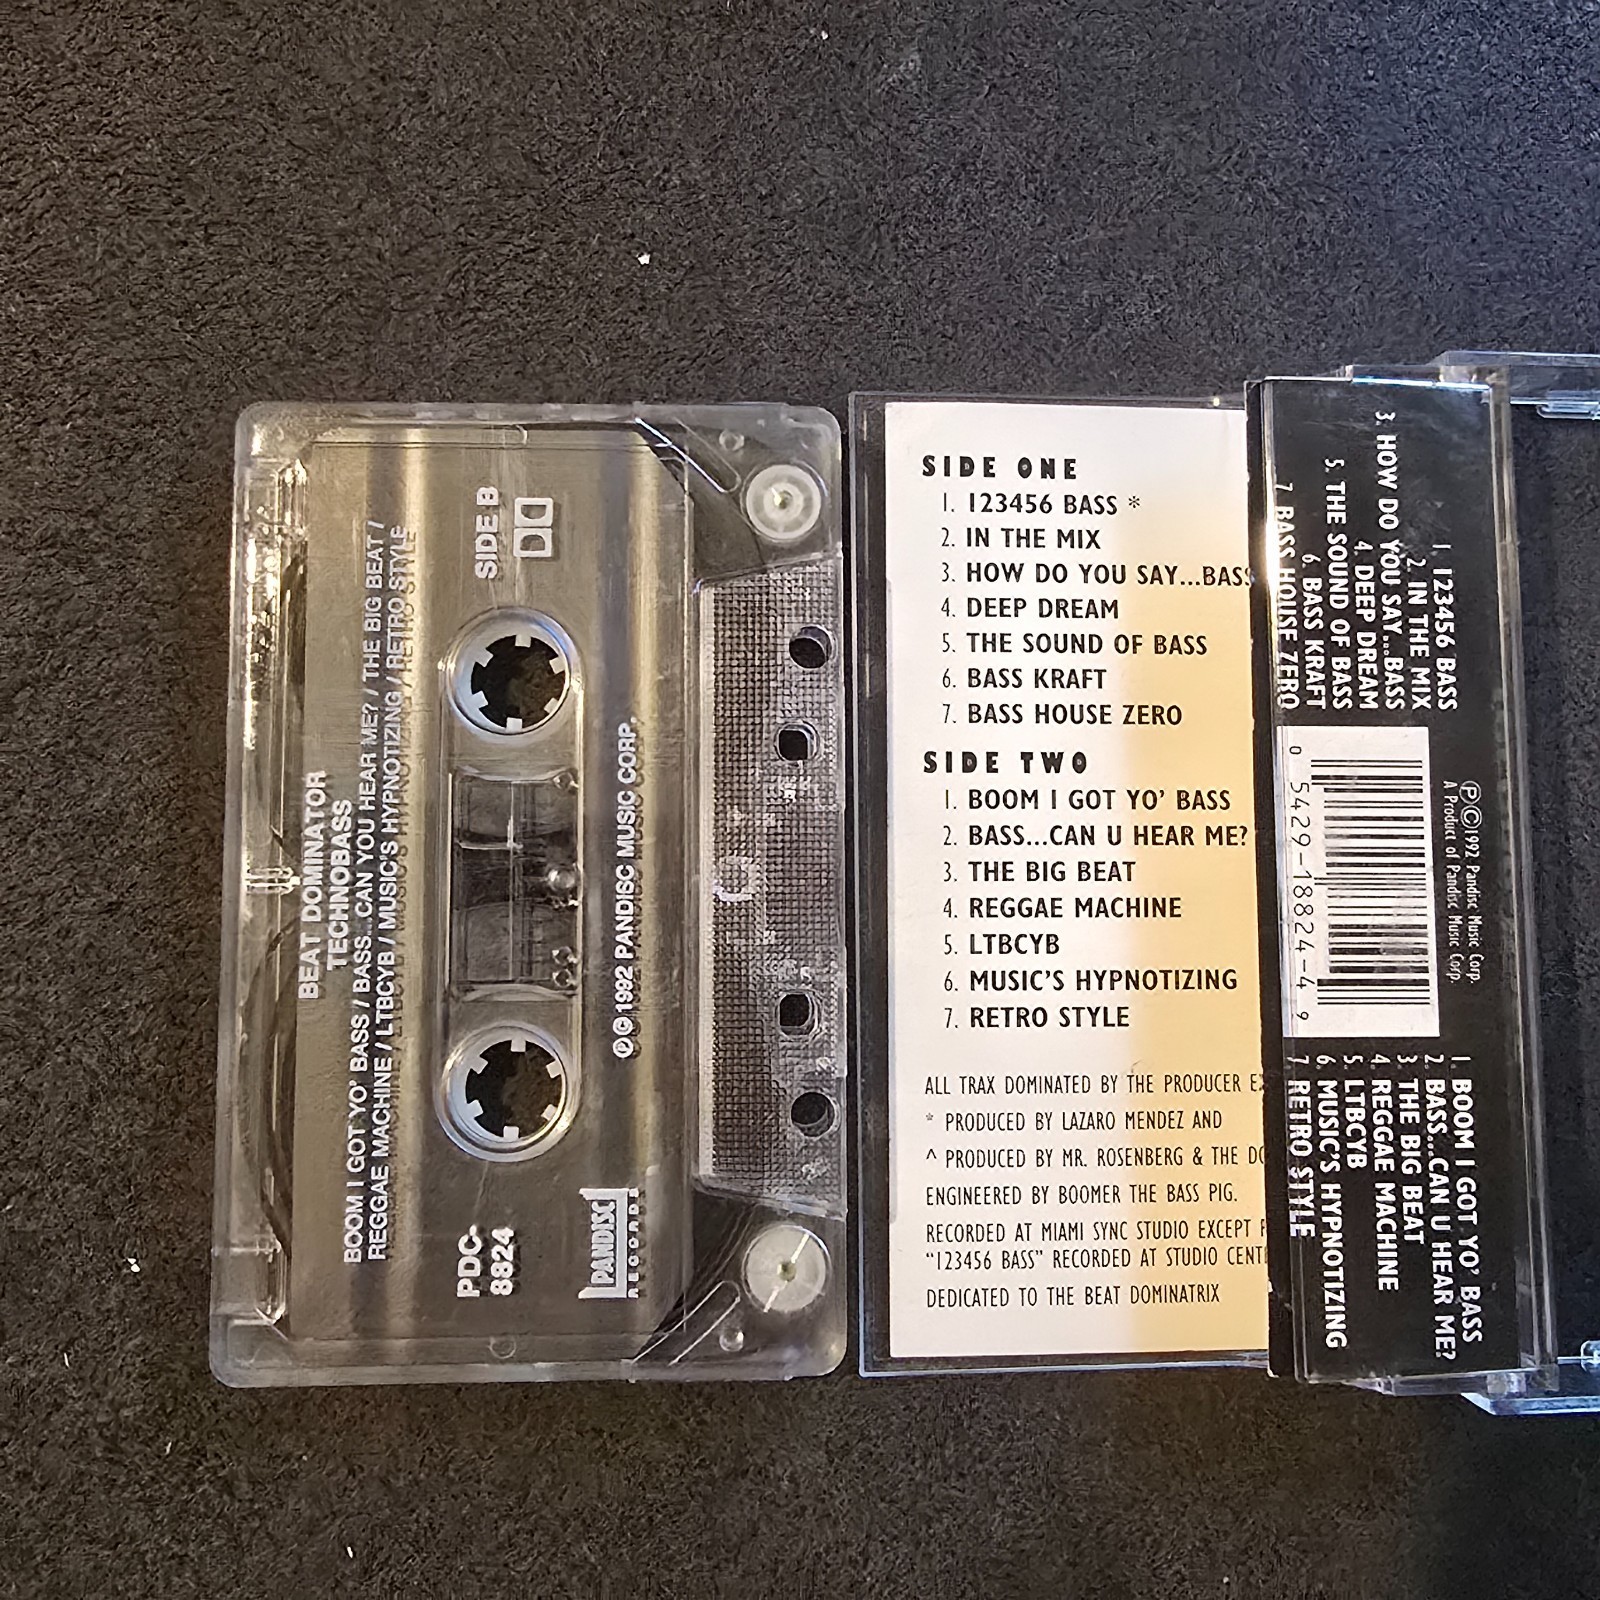 BEAT DOMINATOR
TECHNOBASS
BOOM I GOT YO' BASS / BASS...CAN YOU HEAR ME? / THE BIG BEAT /
REGGAE MACHINE / LTBCYB / MUSIC'S HYPNOTIZING / RETRO STYLE
SIDE B
PDC-
8824
℗©1992 PANDISC MUSIC CORP.
PANDISC
RECORDS
SIDE ONE
1. 123456 BASS *
2. IN THE MIX
3. HOW DO YOU SAY...BASS
4. DEEP DREAM
5. THE SOUND OF BASS
6. BASS KRAFT
7. BASS HOUSE ZERO
SIDE TWO
1. BOOM I GOT YO' BASS
2. BASS...CAN U HEAR ME?
3. THE BIG BEAT
4. REGGAE MACHINE
5. LTBCYB
6. MUSIC'S HYPNOTIZING
7. RETRO STYLE
ALL TRAX DOMINATED BY THE PRODUCER
* PRODUCED BY LAZARO MENDEZ AND
^ PRODUCED BY MR. ROSENBERG & THE
ENGINEERED BY BOOMER THE BASS PIG.
RECORDED AT MIAMI SYNC STUDIO EXCEPT
"123456 BASS" RECORDED AT STUDIO
DEDICATED TO THE BEAT DOMINATRIX
1. 123456 BASS
2. IN THE MIX
3. HOW DO YOU SAY...BASS
4. DEEP DREAM
5. THE SOUND OF BASS
6. BASS KRAFT
7. BASS HOUSE ZERO
℗©1992 Pandisc Music Corp.
A Product of Pandisc Music Corp.
0 5429-18824-4 9
1. BOOM I GOT YO' BASS
2. BASS...CAN U HEAR ME?
3. THE BIG BEAT
4. REGGAE MACHINE
5. LTBCYB
6. MUSIC'S HYPNOTIZING
7. RETRO STYLE